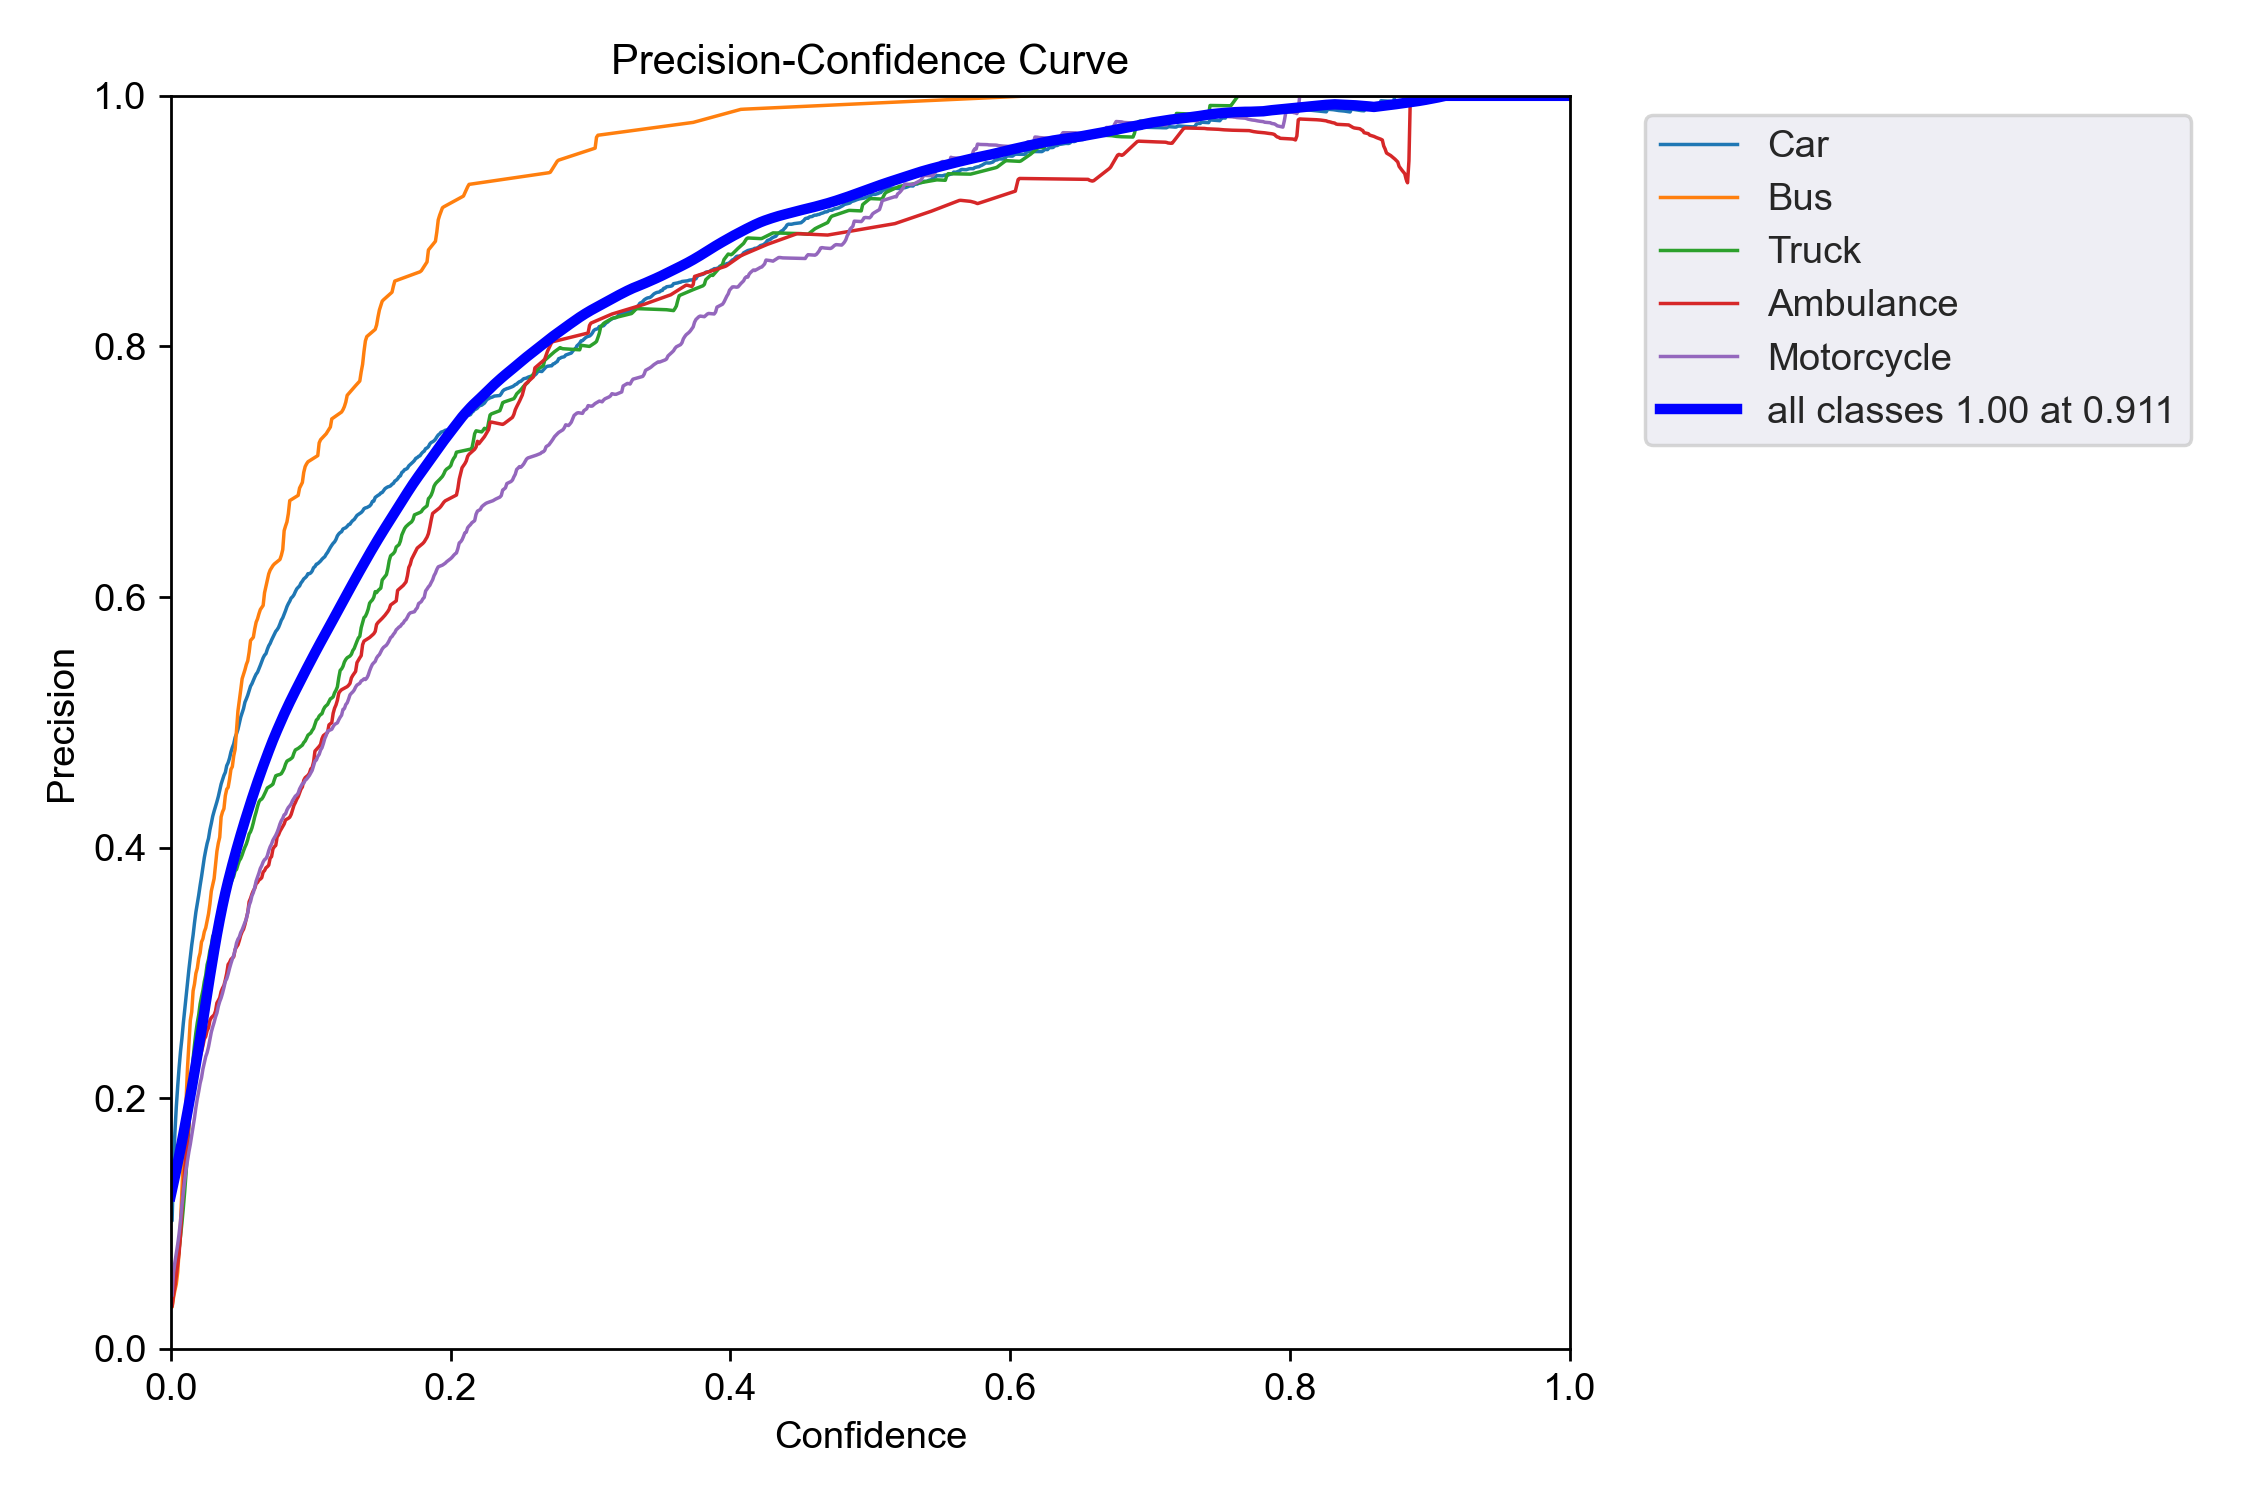 Precision-Confidence Curve
1.0
0.8
0.6
0.4
0.2
0.0
Precision
0.0 0.2 0.4 0.6 0.8 1.0
Confidence
Car
Bus
Truck
Ambulance
Motorcycle
all classes 1.00 at 0.911